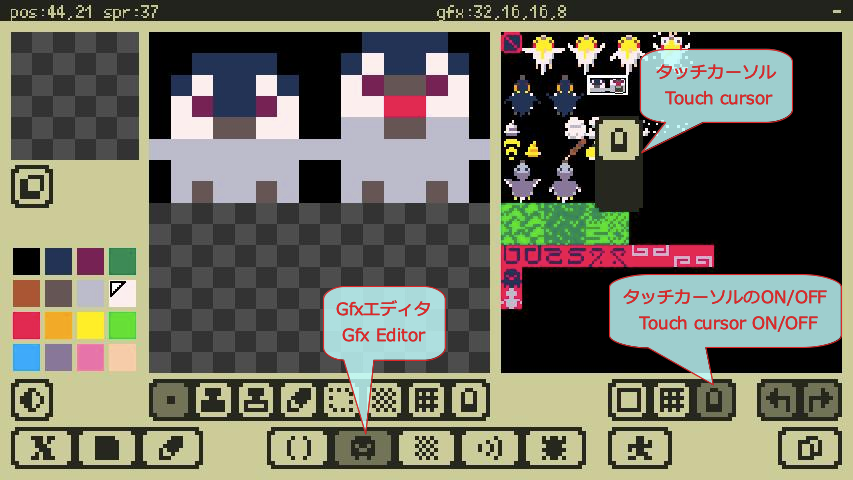 pos:44,21 spr:37
gfx:32,16,16,8
タッチカーソル
Touch cursor
Gfxエディタ
Gfx Editor
タッチカーソルのON/OFF
Touch cursor ON/OFF